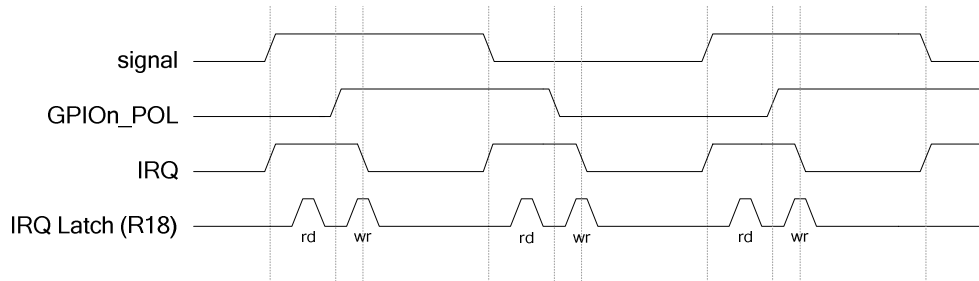 signal
GPIOn_POL
IRQ
IRQ Latch (R18)
rd wr rd wr rd wr